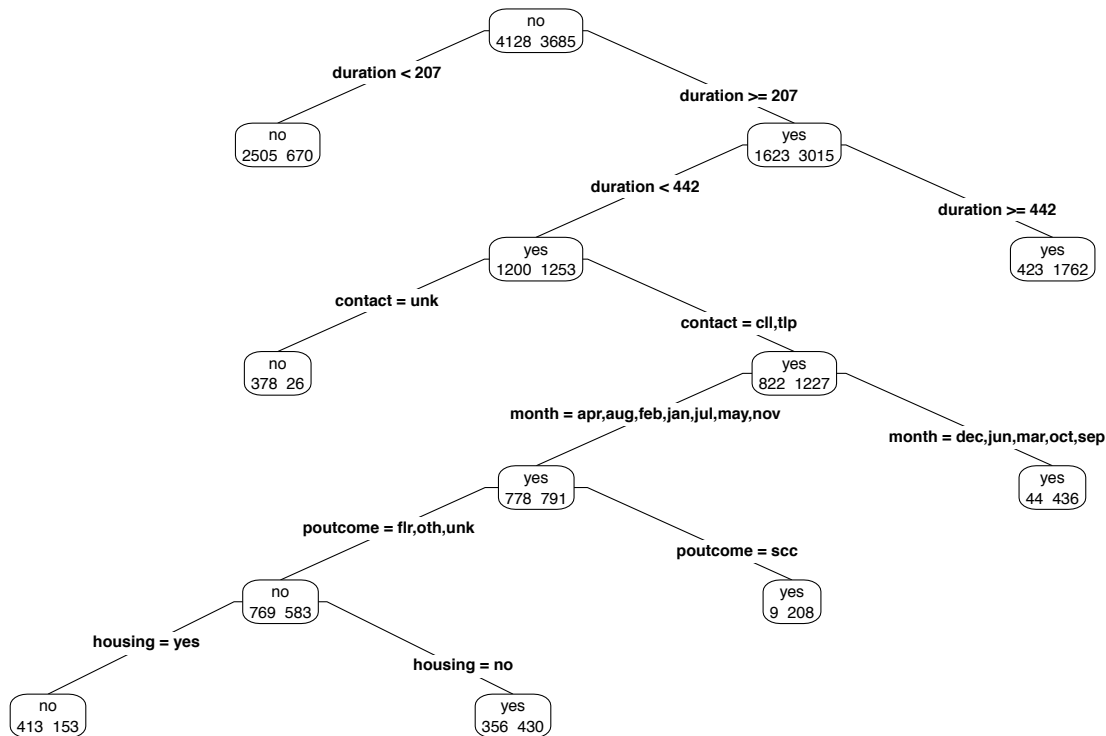 no
4128 3685
duration < 207
duration >= 207
no
2505 670
yes
1623 3015
duration < 442
duration >= 442
yes
1200 1253
yes
423 1762
contact = unk
contact = cll,tlp
no
378 26
yes
822 1227
month = apr,aug,feb,jan,jul,may,nov
month = dec,jun,mar,oct,sep
yes
778 791
yes
44 436
poutcome = flr,oth,unk
poutcome = scc
no
769 583
yes
9 208
housing = yes
housing = no
no
413 153
yes
356 430